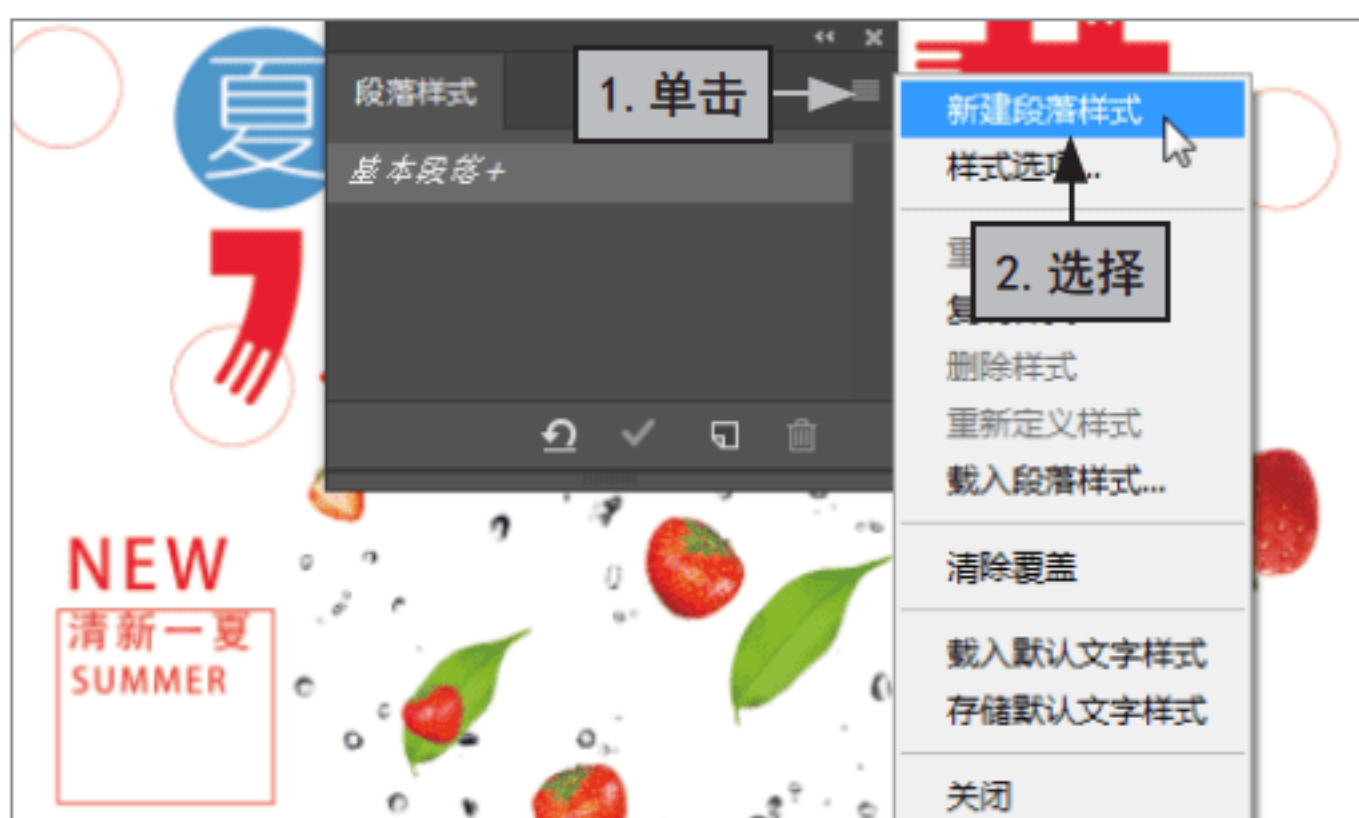 夏
段落样式
1.单击
新建段落样式
基本段落+
样式选项...
2.选择
删除样式
重新定义样式
载入段落样式...
清除覆盖
载入默认文字样式
存储默认文字样式
关闭
NEW
清新一夏
SUMMER